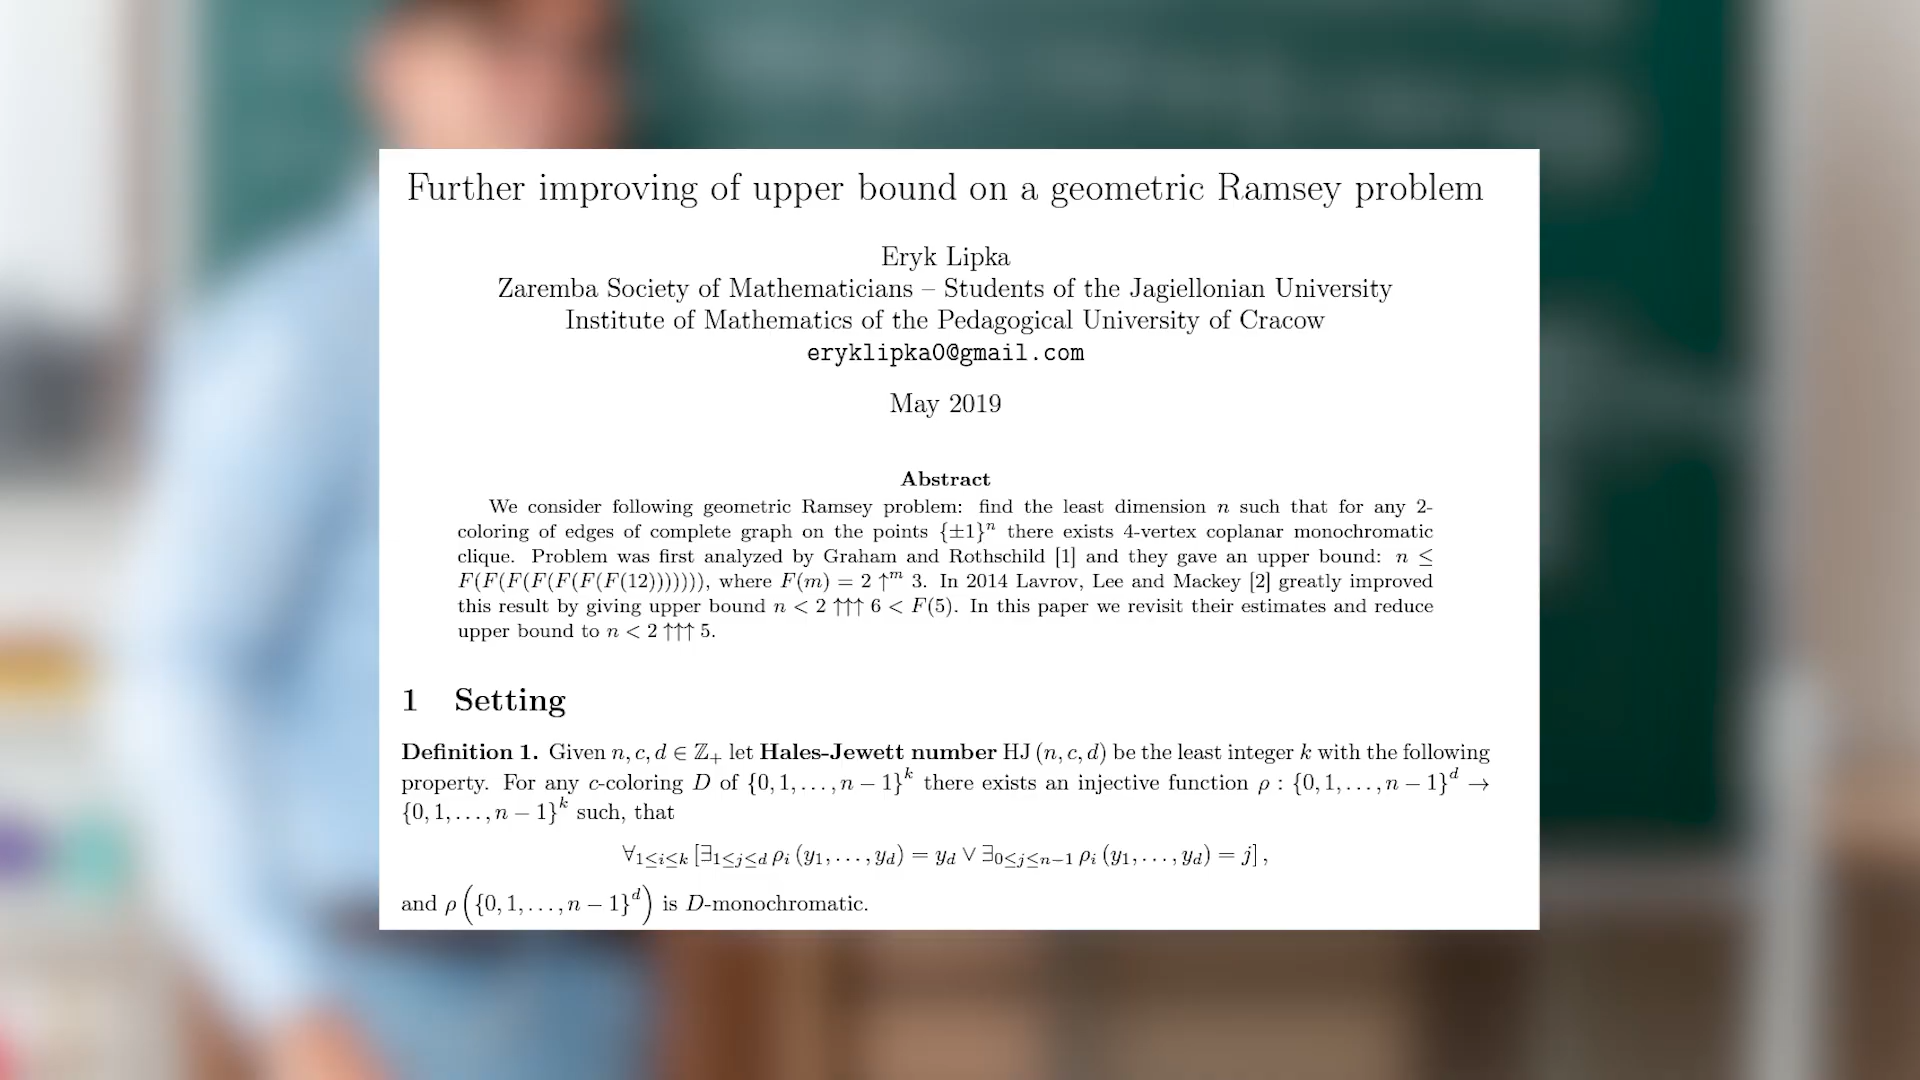 Further improving of upper bound on a geometric Ramsey problem
Eryk Lipka
Zaremba Society of Mathematicians – Students of the Jagiellonian University
Institute of Mathematics of the Pedagogical University of Cracow
eryklipka0@gmail.com
May 2019
Abstract
We consider following geometric Ramsey problem: find the least dimension n such that for any 2-
coloring of edges of complete graph on the points {±1}ⁿ there exists 4-vertex coplanar monochromatic
clique. Problem was first analyzed by Graham and Rothschild [1] and they gave an upper bound: n ≤
F(F(F(F(F(F(F(12))))))), where F(m) = 2 ↑ᵐ 3. In 2014 Lavrov, Lee and Mackey [2] greatly improved
this result by giving upper bound n < 2 ↑↑↑ 6 < F(5). In this paper we revisit their estimates and reduce
upper bound to n < 2 ↑↑↑ 5.
1 Setting
Definition 1. Given n, c, d ∈ ℤ₊ let Hales-Jewett number HJ (n, c, d) be the least integer k with the following
property. For any c-coloring D of {0, 1, . . . , n − 1}ᵏ there exists an injective function ρ : {0, 1, . . . , n − 1}ᵈ →
{0, 1, . . . , n − 1}ᵏ such, that
∀₁≤i≤k [∃₁≤j≤d ρᵢ (y₁, . . . , y_d) = y_d ∨ ∃₀≤j≤n−1 ρᵢ (y₁, . . . , y_d) = j] ,
and ρ ({0, 1, . . . , n − 1}ᵈ) is D-monochromatic.